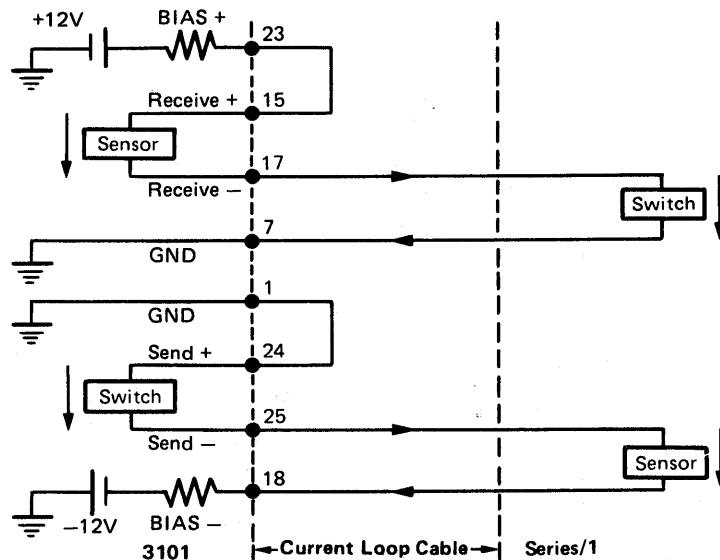 +12V
BIAS +
23
Receive +
15
Sensor
17
Receive −
Switch
7
GND
1
GND
Send +
24
Switch
25
Send −
Sensor
18
−12V
BIAS −
3101
Current Loop Cable
Series/1